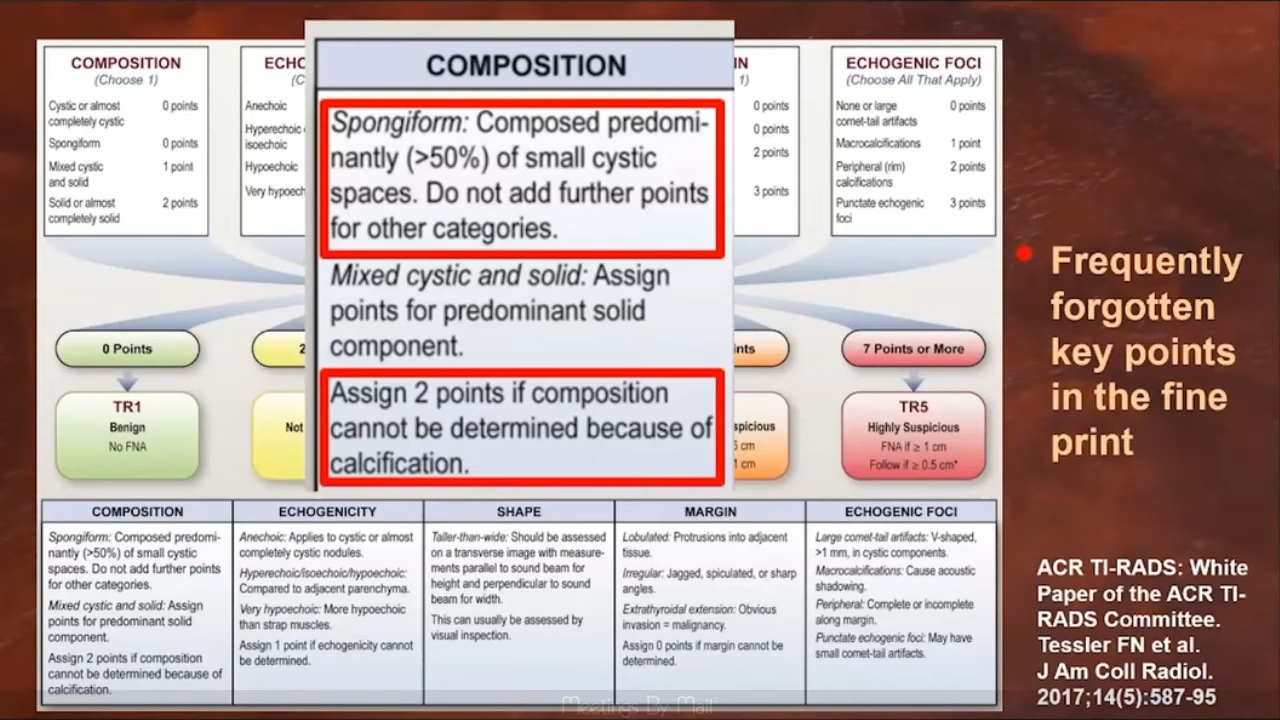 COMPOSITION
(Choose 1)
Cystic or almost completely cystic 0 points
Spongiform 0 points
Mixed cystic and solid 1 point
Solid or almost completely solid 2 points
ECHO
(C
Anechoic
Hyperechoic
isoechoic
Hypoechoic
Very hypoech
COMPOSITION
Spongiform: Composed predomi-
nantly (>50%) of small cystic
spaces. Do not add further points
for other categories.
Mixed cystic and solid: Assign
points for predominant solid
component.
Assign 2 points if composition
cannot be determined because of
calcification.
IN
1)
0 points
0 points
2 points
3 points
ECHOGENIC FOCI
(Choose All That Apply)
None or large comet-tail artifacts 0 points
Macrocalcifications 1 point
Peripheral (rim) calcifications 2 points
Punctate echogenic foci 3 points
0 Points
2
nts
7 Points or More
TR1
Benign
No FNA
Not
spicious
5 cm
1 cm
TR5
Highly Suspicious
FNA if ≥ 1 cm
Follow if ≥ 0.5 cm*
COMPOSITION
Spongiform: Composed predomi-
nantly (>50%) of small cystic
spaces. Do not add further points
for other categories.
Mixed cystic and solid: Assign
points for predominant solid
component.
Assign 2 points if composition
cannot be determined because of
calcification.
ECHOGENICITY
Anechoic: Applies to cystic or almost
completely cystic nodules.
Hyperechoic/isoechoic/hypoechoic:
Compared to adjacent parenchyma.
Very hypoechoic: More hypoechoic
than strap muscles.
Assign 1 point if echogenicity cannot
be determined.
SHAPE
Taller-than-wide: Should be assessed
on a transverse image with measure-
ments parallel to sound beam for
height and perpendicular to sound
beam for width.
This can usually be assessed by
visual inspection.
MARGIN
Lobulated: Protrusions into adjacent
tissue.
Irregular: Jagged, spiculated, or sharp
angles.
Extrathyroidal extension: Obvious
invasion = malignancy.
Assign 0 points if margin cannot be
determined.
ECHOGENIC FOCI
Large comet-tail artifacts: V-shaped,
>1 mm, in cystic components.
Macrocalcifications: Cause acoustic
shadowing.
Peripheral: Complete or incomplete
along margin.
Punctate echogenic foci: May have
small comet-tail artifacts.
• Frequently
forgotten
key points
in the fine
print
ACR TI-RADS: White
Paper of the ACR TI-
RADS Committee.
Tessler FN et al.
J Am Coll Radiol.
2017;14(5):587-95
Meetings By Mail